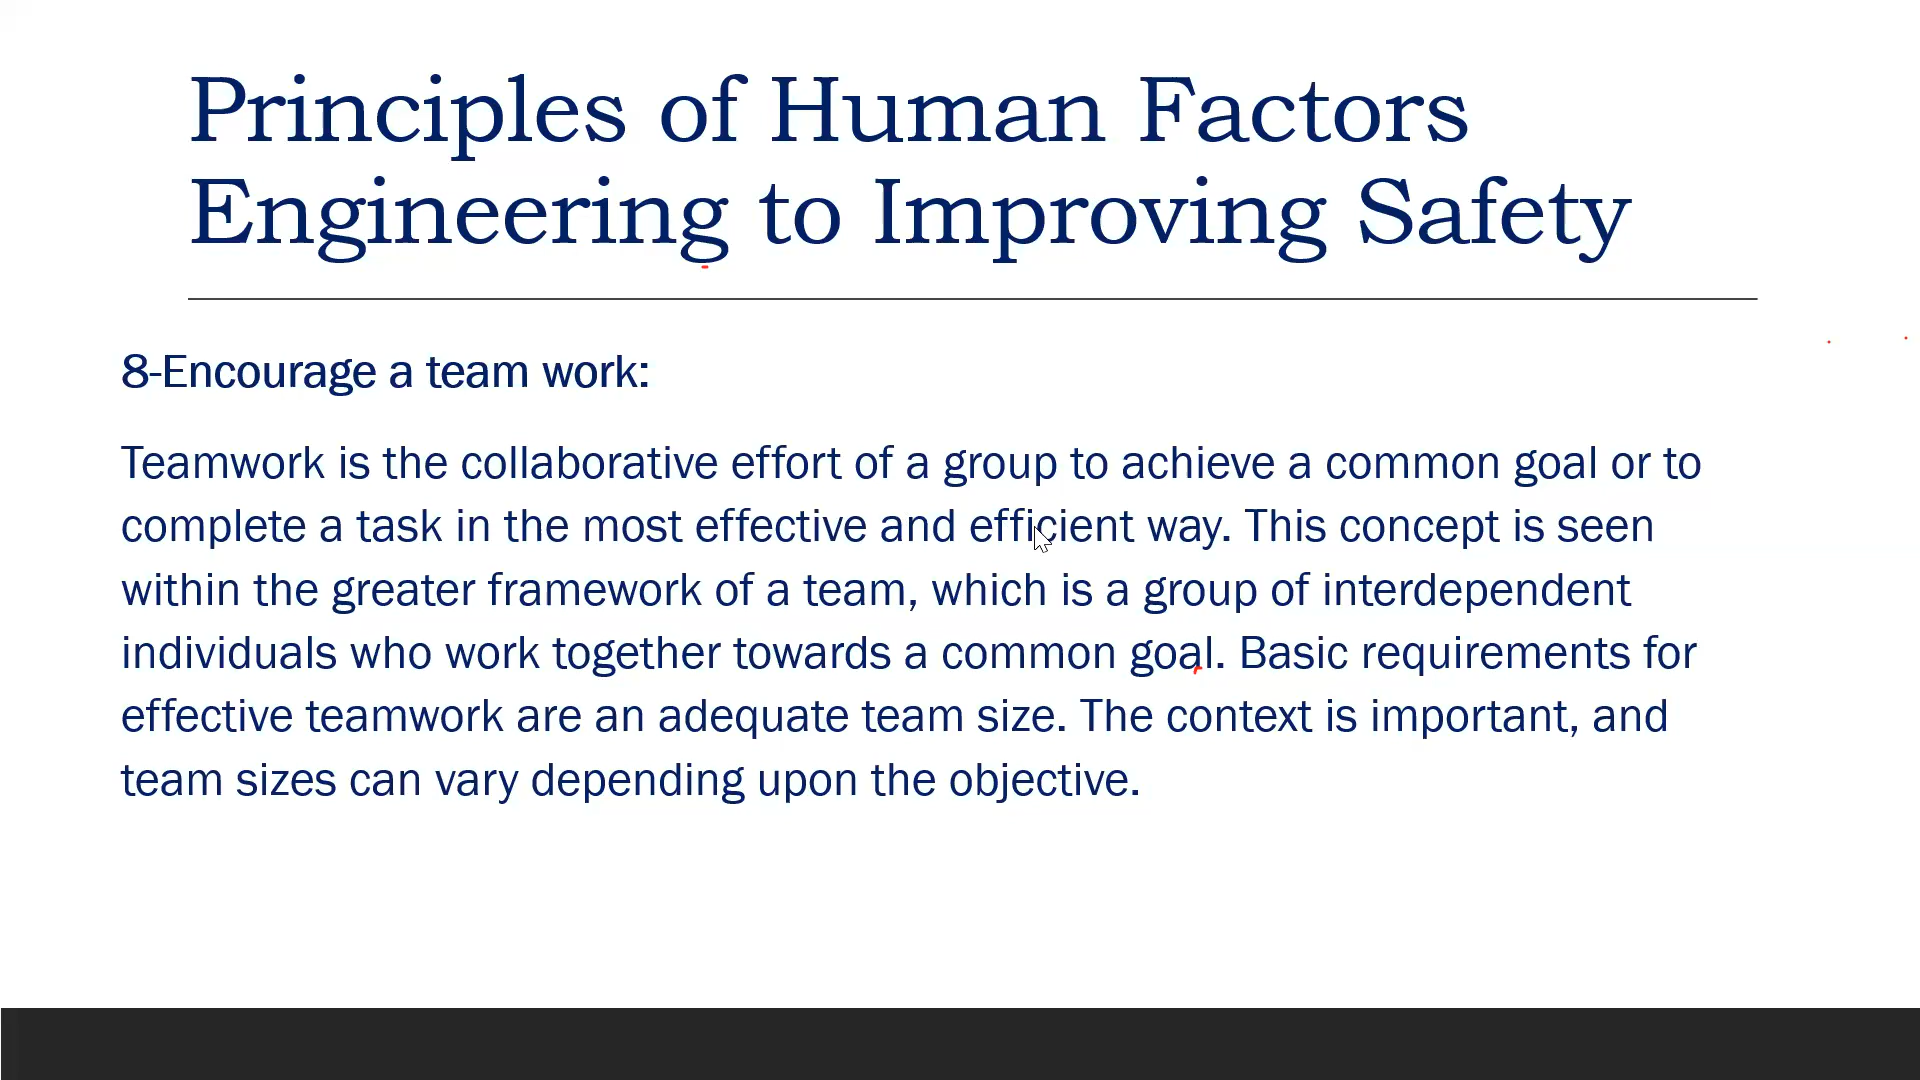 Principles of Human Factors
Engineering to Improving Safety
8-Encourage a team work:
Teamwork is the collaborative effort of a group to achieve a common goal or to
complete a task in the most effective and efficient way. This concept is seen
within the greater framework of a team, which is a group of interdependent
individuals who work together towards a common goal. Basic requirements for
effective teamwork are an adequate team size. The context is important, and
team sizes can vary depending upon the objective.